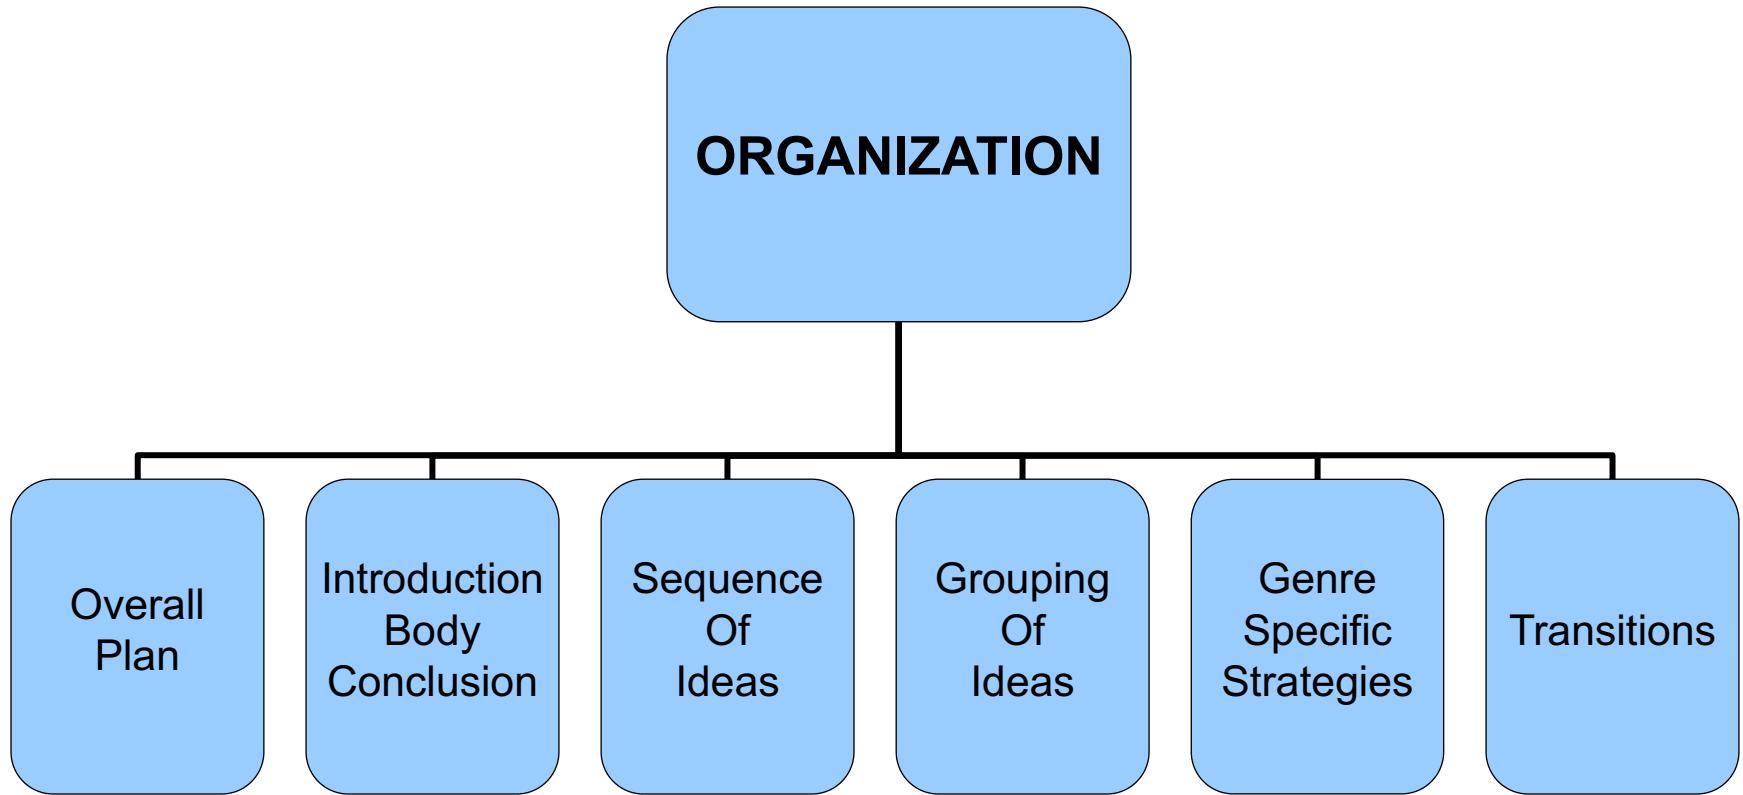 ORGANIZATION
Overall
Plan
Introduction
Body
Conclusion
Sequence
Of
Ideas
Grouping
Of
Ideas
Genre
Specific
Strategies
Transitions